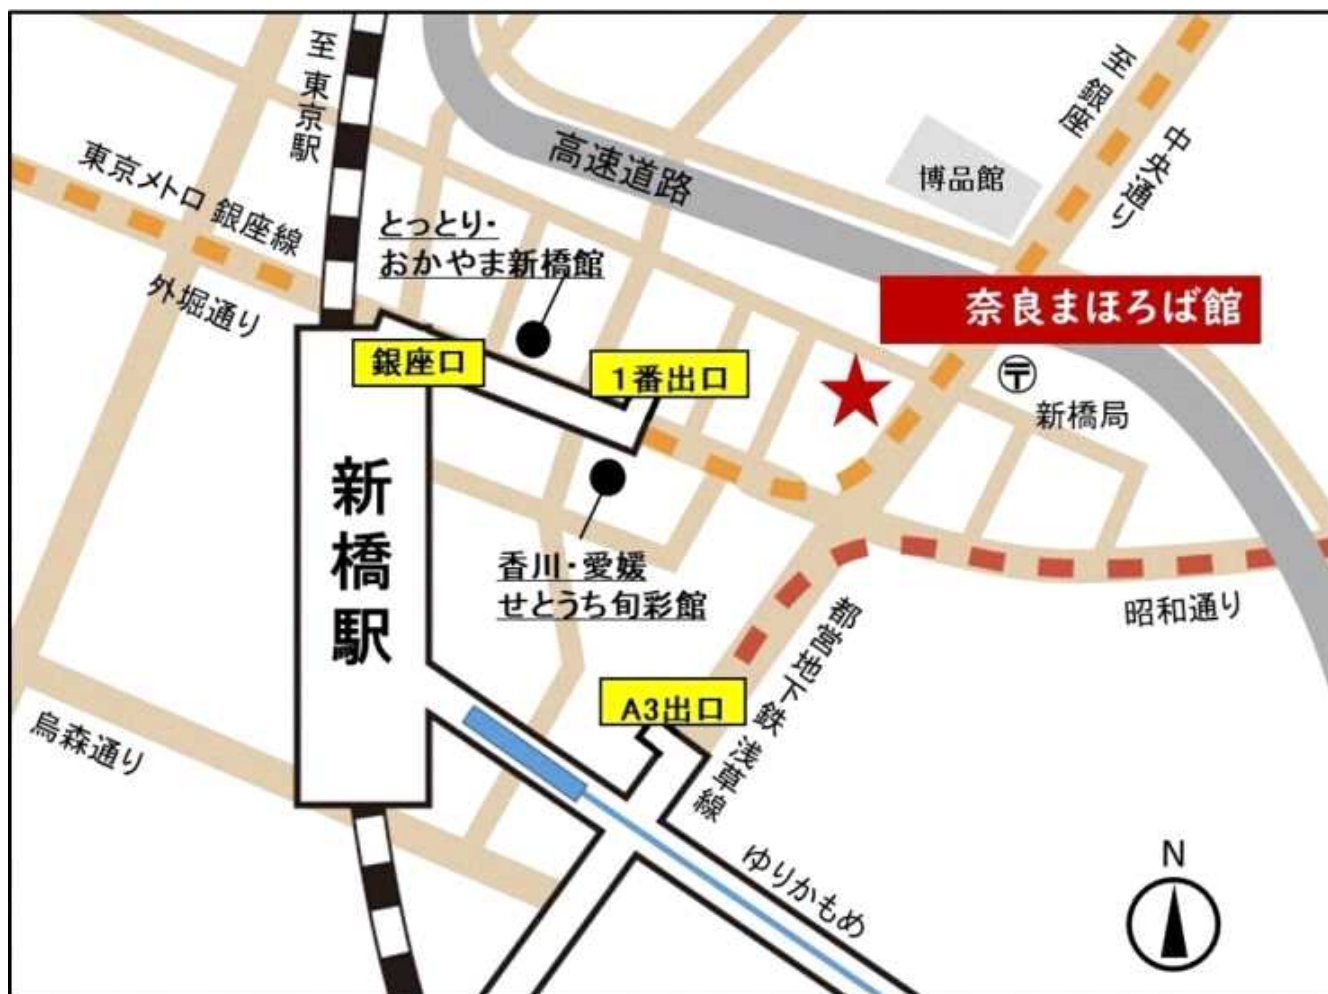 至 東京駅
至 銀座
中央通り
高速道路
博品館
東京メトロ 銀座線
外堀通り
とっとり・
おかやま新橋館
奈良まほろば館
銀座口
1番出口
〒
新橋局
新橋駅
香川・愛媛
せとうち旬彩館
昭和通り
都営地下鉄 浅草線
A3出口
烏森通り
ゆりかもめ
N